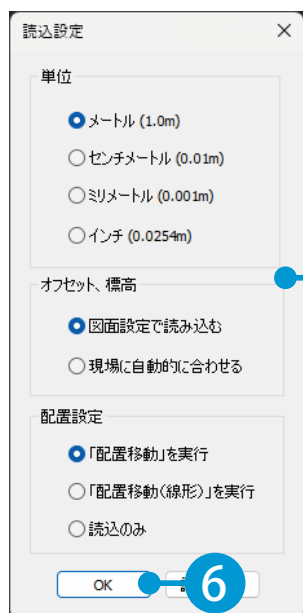 読込設定
単位
メートル (1.0m)
センチメートル (0.01m)
ミリメートル (0.001m)
インチ (0.0254m)
オフセット、標高
図面設定で読み込む
現場に自動的に合わせる
配置設定
「配置移動」を実行
「配置移動(線形)」を実行
読込のみ
OK
6